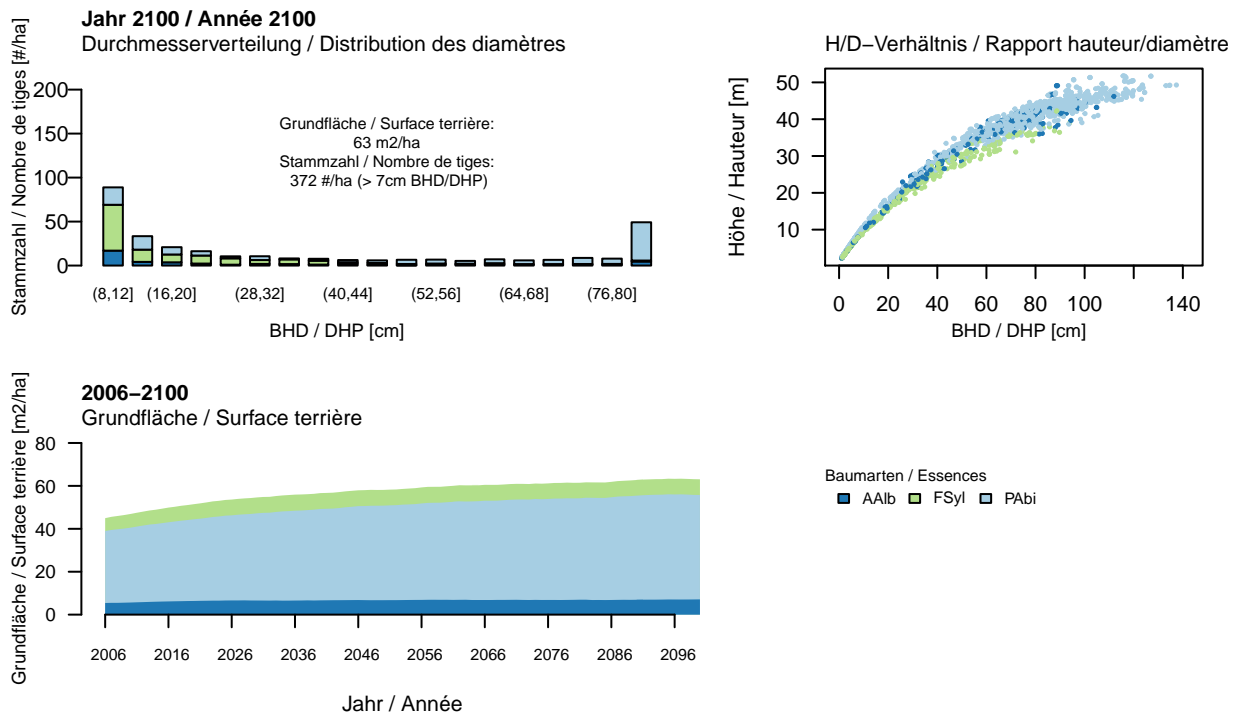 Jahr 2100 / Année 2100
Durchmesserverteilung / Distribution des diamètres
Stammzahl / Nombre de tiges [#/ha]
200
150
100
50
0
Grundfläche / Surface terrière:
63 m2/ha
Stammzahl / Nombre de tiges:
372 #/ha (> 7cm BHD/DHP)
(8,12] (16,20] (28,32] (40,44] (52,56] (64,68] (76,80]
BHD / DHP [cm]
H/D−Verhältnis / Rapport hauteur/diamètre
Höhe / Hauteur [m]
50
40
30
20
10
0 20 40 60 80 100 140
BHD / DHP [cm]
2006−2100
Grundfläche / Surface terrière
Grundfläche / Surface terrière [m2/ha]
80
60
40
20
0
2006 2016 2026 2036 2046 2056 2066 2076 2086 2096
Jahr / Année
Baumarten / Essences
AAlb FSyl PAbi